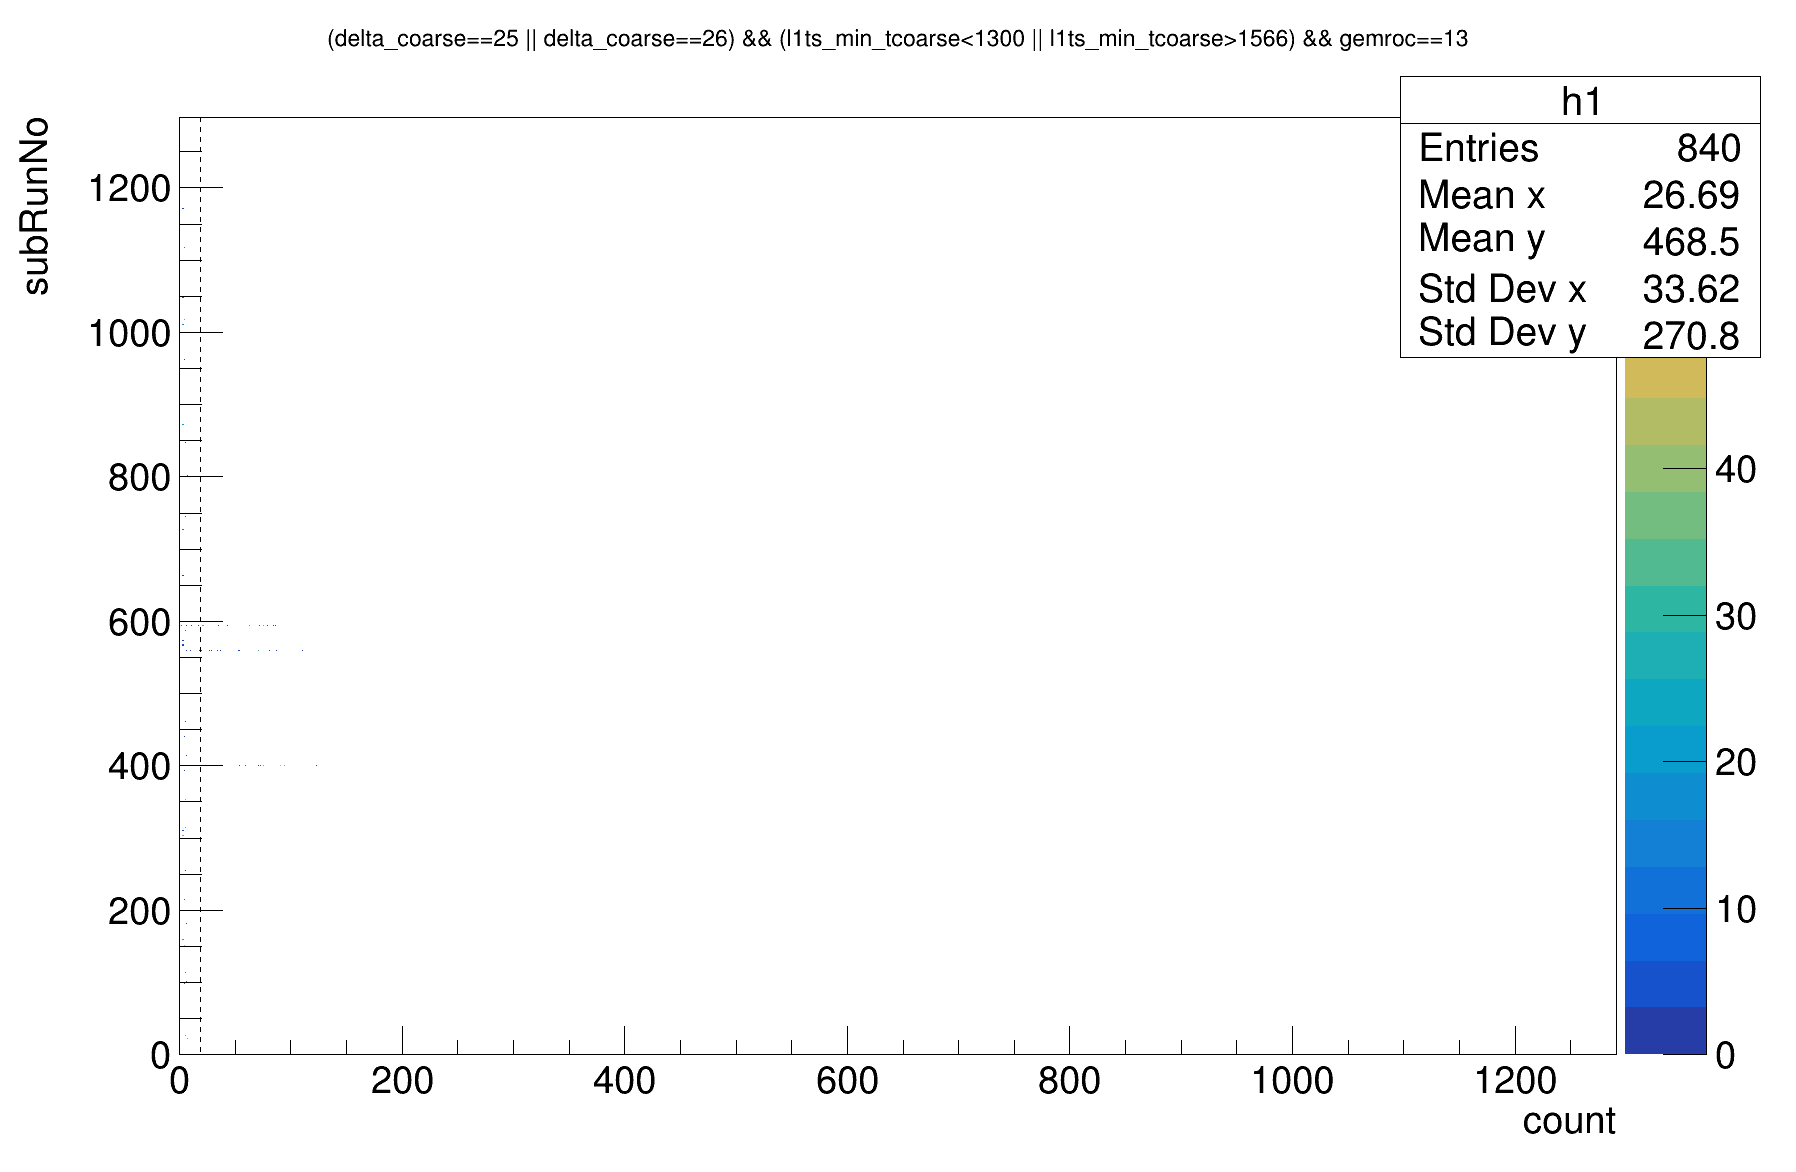 (delta_coarse==25 || delta_coarse==26) && (l1ts_min_tcoarse<1300 || l1ts_min_tcoarse>1566) && gemroc==13
h1
Entries 840
Mean x 26.69
Mean y 468.5
Std Dev x 33.62
Std Dev y 270.8
subRunNo
1200
1000
800
600
400
200
0
0 200 400 600 800 1000 1200
count
40
30
20
10
0